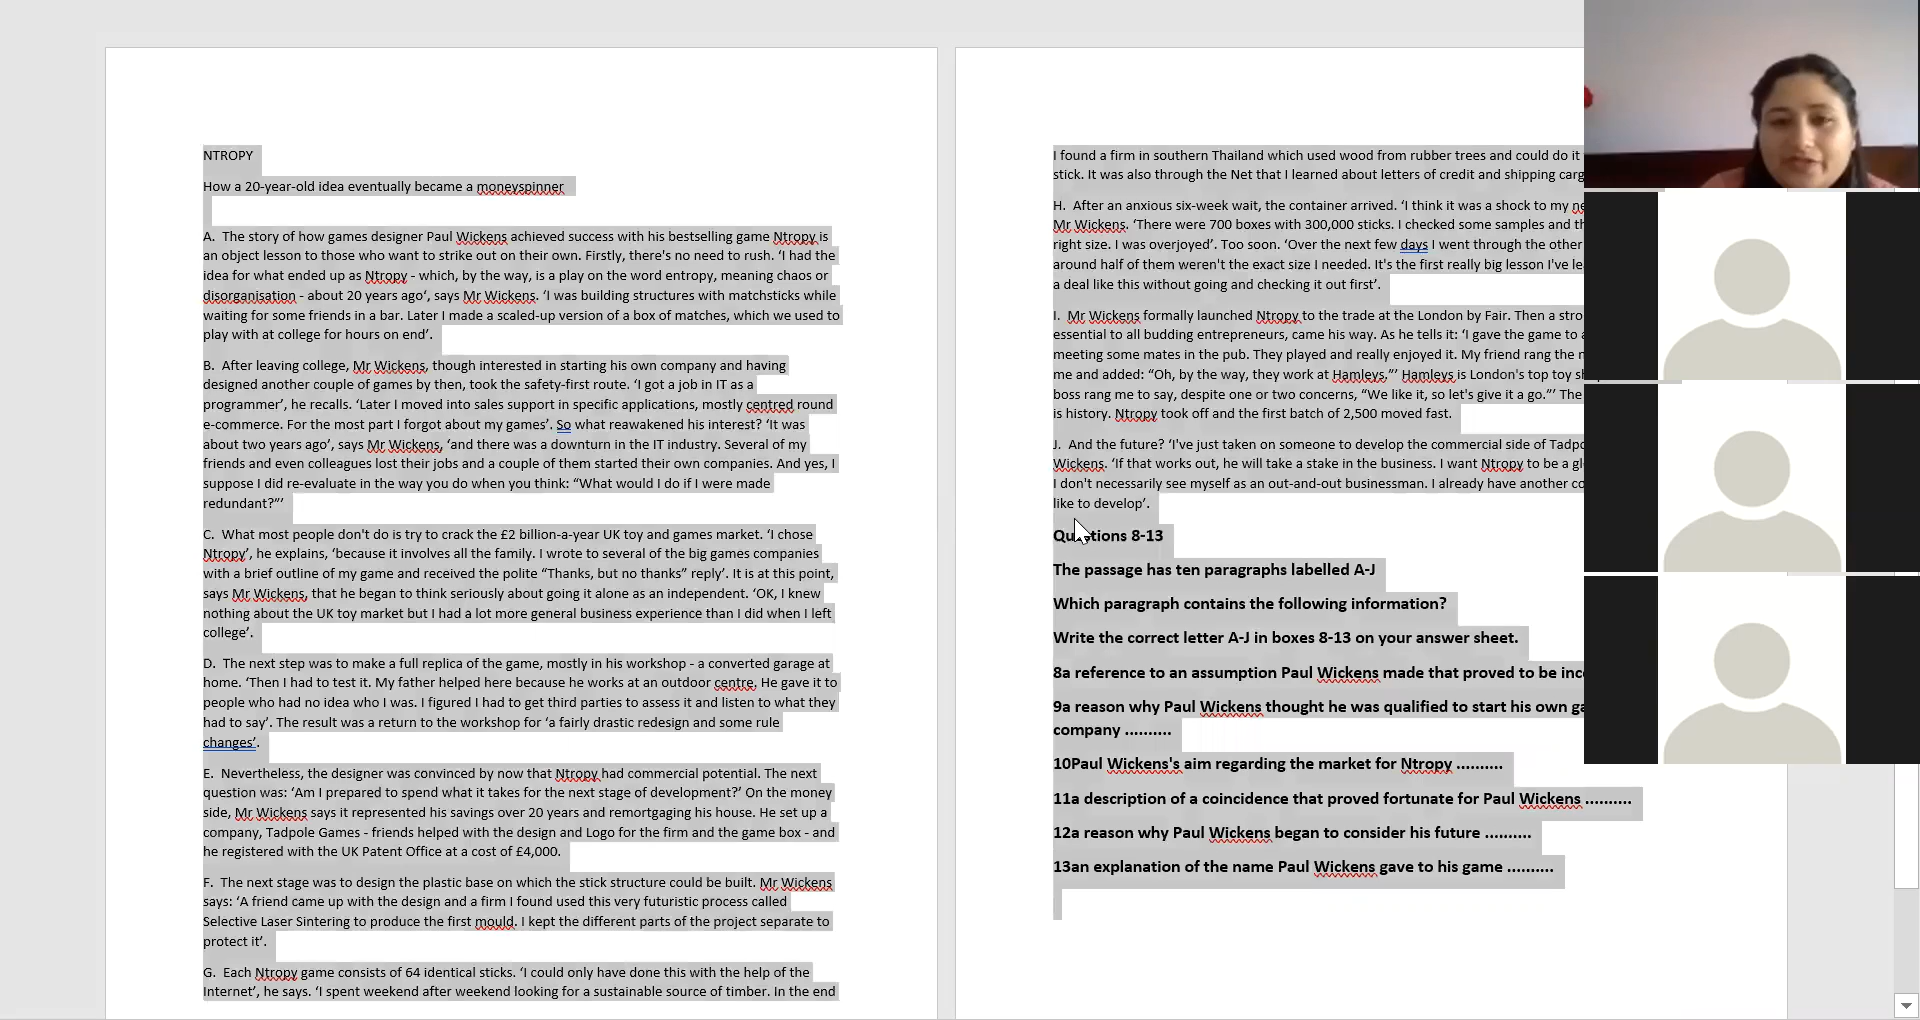 NTROPY
How a 20-year-old idea eventually became a moneyspinner
A. The story of how games designer Paul Wickens achieved success with his bestselling game Ntropy is
an object lesson to those who want to strike out on their own. Firstly, there's no need to rush. ‘I had the
idea for what ended up as Ntropy - which, by the way, is a play on the word entropy, meaning chaos or
disorganisation - about 20 years ago‘, says Mr Wickens. ‘I was building structures with matchsticks while
waiting for some friends in a bar. Later I made a scaled-up version of a box of matches, which we used to
play with at college for hours on end’.
B. After leaving college, Mr Wickens, though interested in starting his own company and having
designed another couple of games by then, took the safety-first route. ‘I got a job in IT as a
programmer’, he recalls. ‘Later I moved into sales support in specific applications, mostly centred round
e-commerce. For the most part I forgot about my games’. So what reawakened his interest? ‘It was
about two years ago’, says Mr Wickens, ‘and there was a downturn in the IT industry. Several of my
friends and even colleagues lost their jobs and a couple of them started their own companies. And yes, I
suppose I did re-evaluate in the way you do when you think: “What would I do if I were made
redundant?”’
C. What most people don't do is try to crack the £2 billion-a-year UK toy and games market. ‘I chose
Ntropy’, he explains, ‘because it involves all the family. I wrote to several of the big games companies
with a brief outline of my game and received the polite “Thanks, but no thanks” reply’. It is at this point,
says Mr Wickens, that he began to think seriously about going it alone as an independent. ‘OK, I knew
nothing about the UK toy market but I had a lot more general business experience than I did when I left
college’.
D. The next step was to make a full replica of the game, mostly in his workshop - a converted garage at
home. ‘Then I had to test it. My father helped here because he works at an outdoor centre. He gave it to
people who had no idea who I was. I figured I had to get third parties to assess it and listen to what they
had to say’. The result was a return to the workshop for ‘a fairly drastic redesign and some rule
changes’.
E. Nevertheless, the designer was convinced by now that Ntropy had commercial potential. The next
question was: ‘Am I prepared to spend what it takes for the next stage of development?’ On the money
side, Mr Wickens says it represented his savings over 20 years and remortgaging his house. He set up a
company, Tadpole Games - friends helped with the design and Logo for the firm and the game box - and
he registered with the UK Patent Office at a cost of £4,000.
F. The next stage was to design the plastic base on which the stick structure could be built. Mr Wickens
says: ‘A friend came up with the design and a firm I found used this very futuristic process called
Selective Laser Sintering to produce the first mould. I kept the different parts of the project separate to
protect it’.
G. Each Ntropy game consists of 64 identical sticks. ‘I could only have done this with the help of the
Internet’, he says. ‘I spent weekend after weekend looking for a sustainable source of timber. In the end
I found a firm in southern Thailand which used wood from rubber trees and could do it
stick. It was also through the Net that I learned about letters of credit and shipping
H. After an anxious six-week wait, the container arrived. ‘I think it was a shock to my
Mr Wickens. ‘There were 700 boxes with 300,000 sticks. I checked some samples and
right size. I was overjoyed’. Too soon. ‘Over the next few days I went through the other
around half of them weren't the exact size I needed. It's the first really big lesson I've
a deal like this without going and checking it out first’.
I. Mr Wickens formally launched Ntropy to the trade at the London by Fair. Then a
essential to all budding entrepreneurs, came his way. As he tells it: ‘I gave the game to
meeting some mates in the pub. They played and really enjoyed it. My friend rang the
me and added: “Oh, by the way, they work at Hamleys.”’ Hamleys is London's top toy
boss rang me to say, despite one or two concerns, “We like it, so let's give it a go.”’ The
is history. Ntropy took off and the first batch of 2,500 moved fast.
J. And the future? ‘I've just taken on someone to develop the commercial side of
Wickens. ‘If that works out, he will take a stake in the business. I want Ntropy to be a
I don't necessarily see myself as an out-and-out businessman. I already have another
like to develop’.
Questions 8-13
The passage has ten paragraphs labelled A-J
Which paragraph contains the following information?
Write the correct letter A-J in boxes 8-13 on your answer sheet.
8a reference to an assumption Paul Wickens made that proved to be
9a reason why Paul Wickens thought he was qualified to start his own
company ..........
10Paul Wickens's aim regarding the market for Ntropy ..........
11a description of a coincidence that proved fortunate for Paul Wickens ..........
12a reason why Paul Wickens began to consider his future ..........
13an explanation of the name Paul Wickens gave to his game ..........